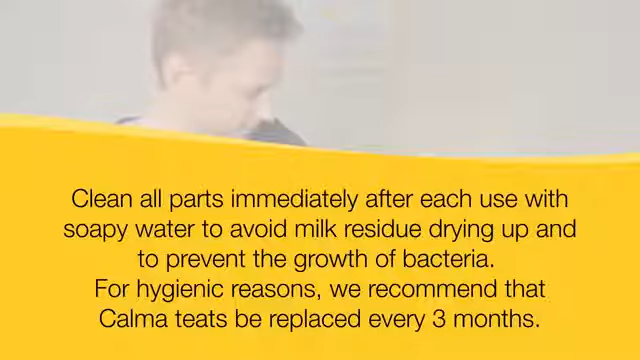 Clean all parts immediately after each use with
soapy water to avoid milk residue drying up and
to prevent the growth of bacteria.
For hygienic reasons, we recommend that
Calma teats be replaced every 3 months.